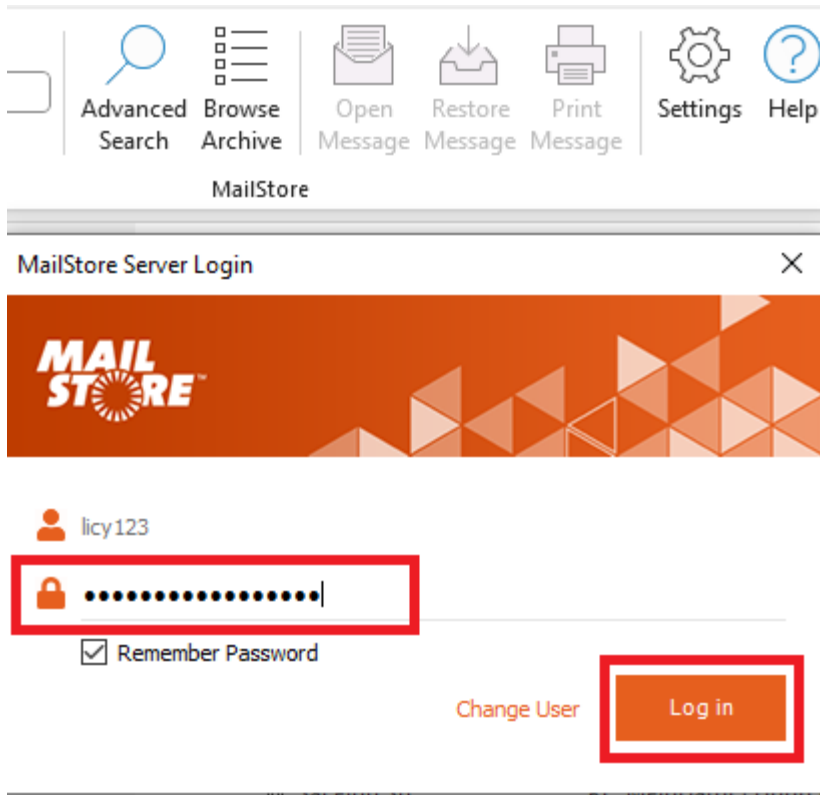 Advanced Search
Browse Archive
Open Message
Restore Message
Print Message
Settings
Help
MailStore
MailStore Server Login
MAIL
STORE™
licy123
•••••••••••••••••
Remember Password
Change User
Log in